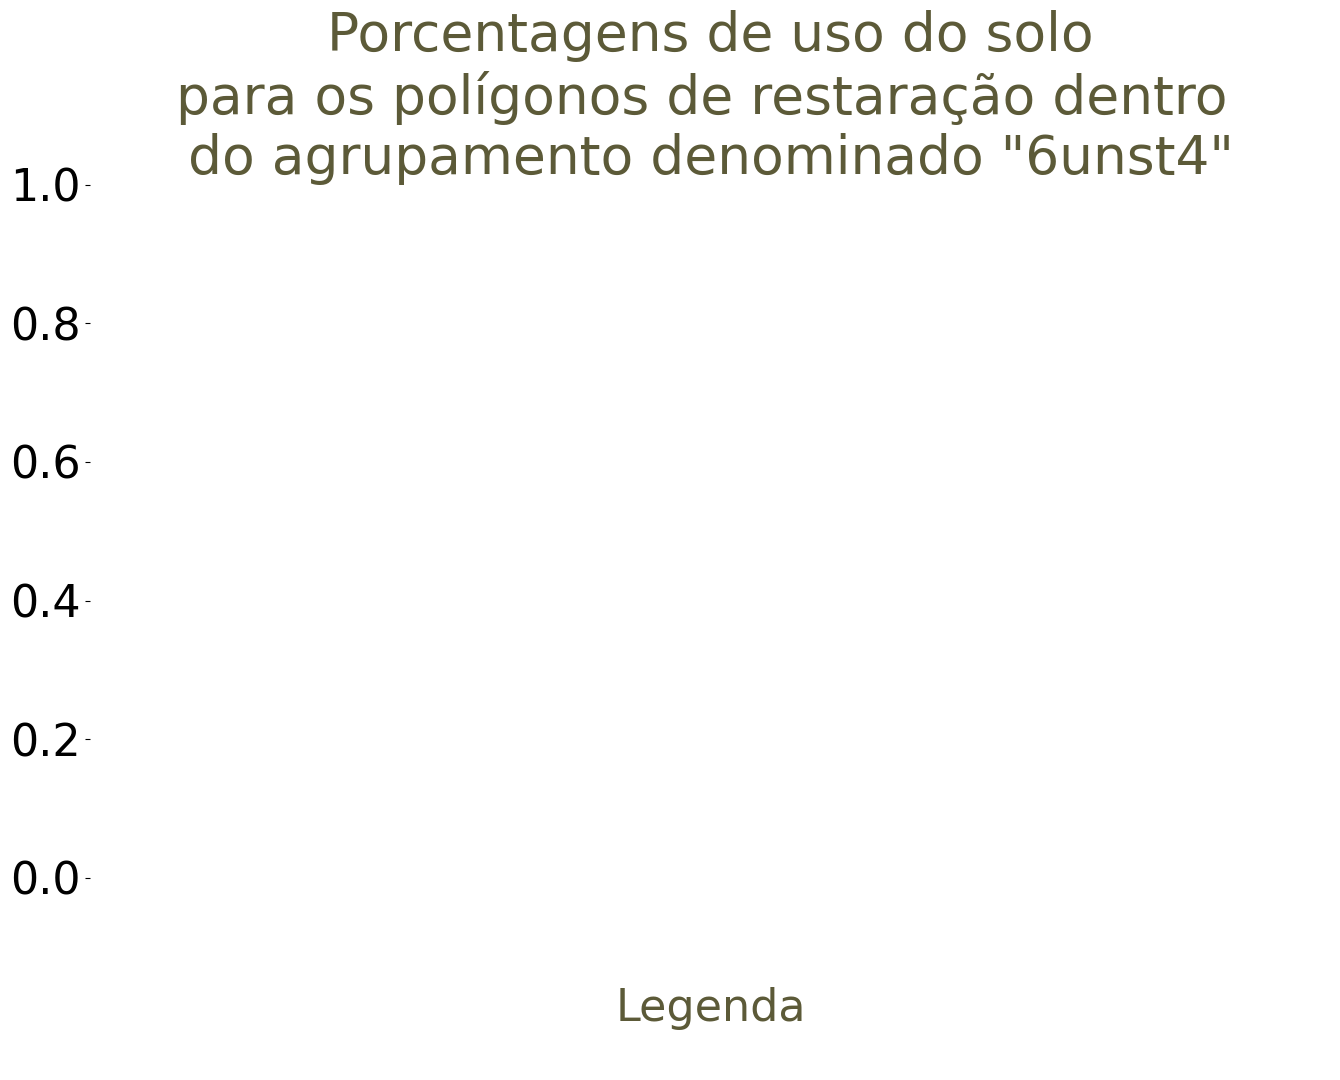 Porcentagens de uso do solo
para os polígonos de restaração dentro
do agrupamento denominado "6unst4"
1.0
0.8
0.6
0.4
0.2
0.0
Legenda